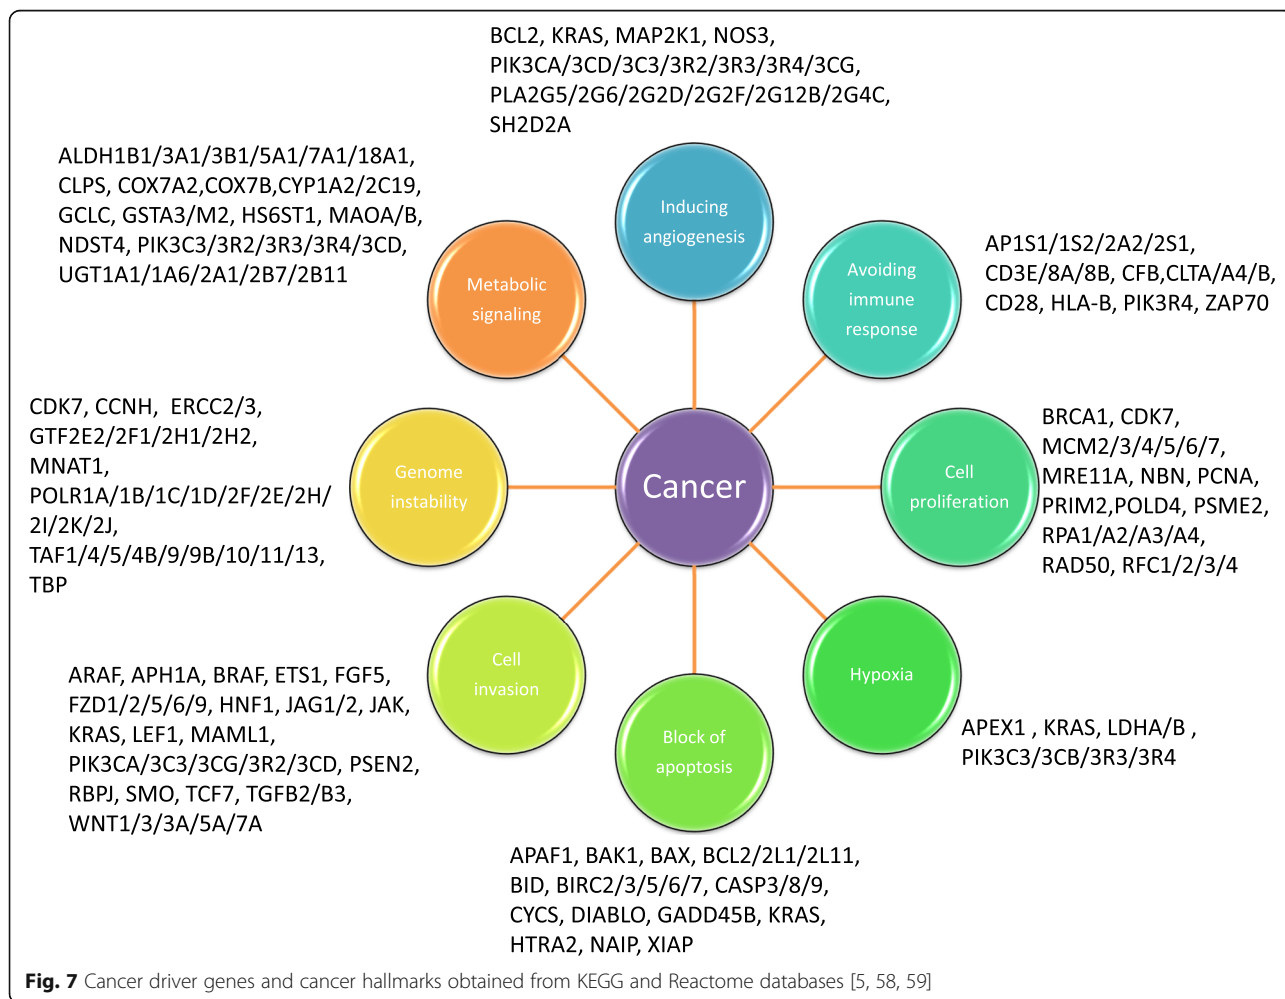 BCL2, KRAS, MAP2K1, NOS3,
PIK3CA/3CD/3C3/3R2/3R3/3R4/3CG,
PLA2G5/2G6/2G2D/2G2F/2G12B/2G4C,
SH2D2A
Inducing
angiogenesis
ALDH1B1/3A1/3B1/5A1/7A1/18A1,
CLPS, COX7A2,COX7B,CYP1A2/2C19,
GCLC, GSTA3/M2, HS6ST1, MAOA/B,
NDST4, PIK3C3/3R2/3R3/3R4/3CD,
UGT1A1/1A6/2A1/2B7/2B11
Metabolic
signaling
Avoiding
immune
response
AP1S1/1S2/2A2/2S1,
CD3E/8A/8B, CFB,CLTA/A4/B,
CD28, HLA-B, PIK3R4, ZAP70
CDK7, CCNH, ERCC2/3,
GTF2E2/2F1/2H1/2H2,
MNAT1,
POLR1A/1B/1C/1D/2F/2E/2H/
2I/2K/2J,
TAF1/4/5/4B/9/9B/10/11/13,
TBP
Genome
instability
Cancer
Cell
proliferation
BRCA1, CDK7,
MCM2/3/4/5/6/7,
MRE11A, NBN, PCNA,
PRIM2,POLD4, PSME2,
RPA1/A2/A3/A4,
RAD50, RFC1/2/3/4
ARAF, APH1A, BRAF, ETS1, FGF5,
FZD1/2/5/6/9, HNF1, JAG1/2, JAK,
KRAS, LEF1, MAML1,
PIK3CA/3C3/3CG/3R2/3CD, PSEN2,
RBPJ, SMO, TCF7, TGFB2/B3,
WNT1/3/3A/5A/7A
Cell
invasion
Block of
apoptosis
Hypoxia
APEX1 , KRAS, LDHA/B ,
PIK3C3/3CB/3R3/3R4
APAF1, BAK1, BAX, BCL2/2L1/2L11,
BID, BIRC2/3/5/6/7, CASP3/8/9,
CYCS, DIABLO, GADD45B, KRAS,
HTRA2, NAIP, XIAP
Fig. 7 Cancer driver genes and cancer hallmarks obtained from KEGG and Reactome databases [5, 58, 59]